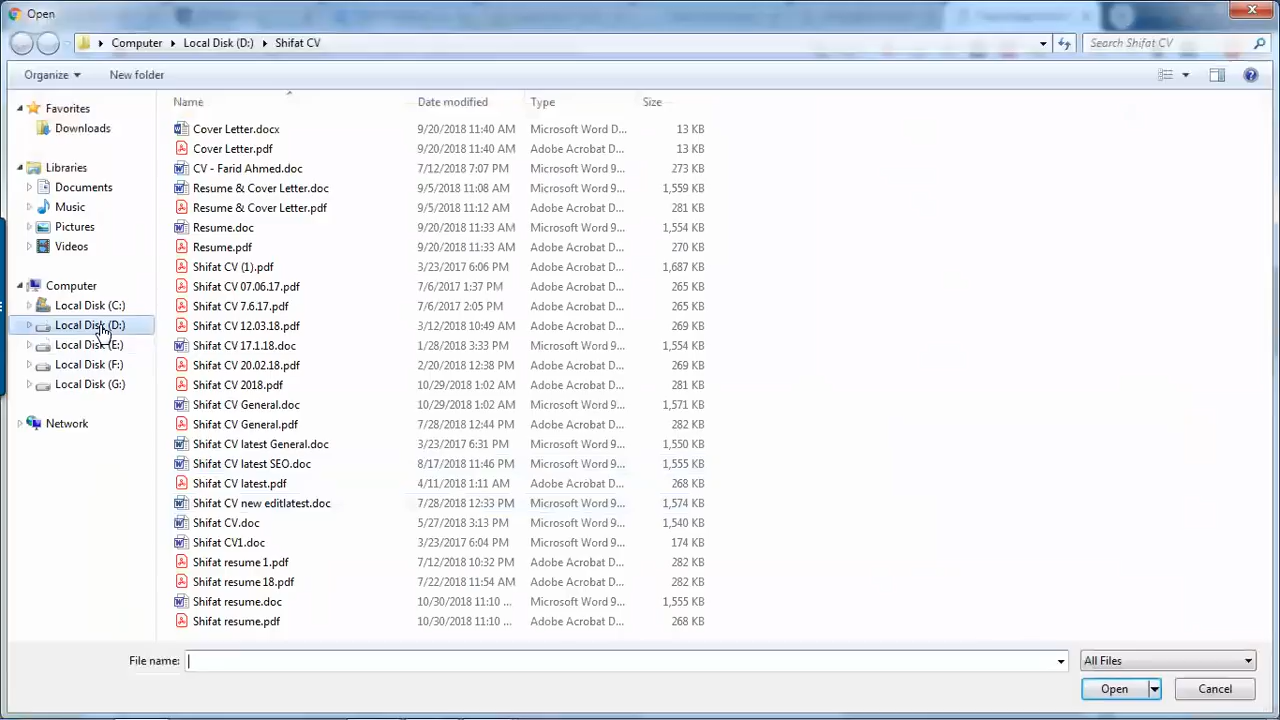 Open
Computer Local Disk (D:) Shifat CV
Search Shifat CV
Organize New folder
Name Date modified Type Size
Favorites
Downloads
Libraries
Documents
Music
Pictures
Videos
Computer
Local Disk (C:)
Local Disk (D:)
Local Disk (E:)
Local Disk (F:)
Local Disk (G:)
Network
Cover Letter.docx 9/20/2018 11:40 AM Microsoft Word D... 13 KB
Cover Letter.pdf 9/20/2018 11:40 AM Adobe Acrobat D... 13 KB
CV - Farid Ahmed.doc 7/12/2018 7:07 PM Microsoft Word 9... 273 KB
Resume & Cover Letter.doc 9/5/2018 11:08 AM Microsoft Word 9... 1,559 KB
Resume & Cover Letter.pdf 9/5/2018 11:12 AM Adobe Acrobat D... 281 KB
Resume.doc 9/20/2018 11:33 AM Microsoft Word 9... 1,554 KB
Resume.pdf 9/20/2018 11:33 AM Adobe Acrobat D... 270 KB
Shifat CV (1).pdf 3/23/2017 6:06 PM Adobe Acrobat D... 1,687 KB
Shifat CV 07.06.17.pdf 7/6/2017 1:37 PM Adobe Acrobat D... 265 KB
Shifat CV 7.6.17.pdf 7/6/2017 2:05 PM Adobe Acrobat D... 265 KB
Shifat CV 12.03.18.pdf 3/12/2018 10:49 AM Adobe Acrobat D... 269 KB
Shifat CV 17.1.18.doc 1/28/2018 3:33 PM Microsoft Word 9... 1,554 KB
Shifat CV 20.02.18.pdf 2/20/2018 12:38 PM Adobe Acrobat D... 269 KB
Shifat CV 2018.pdf 10/29/2018 1:02 AM Adobe Acrobat D... 281 KB
Shifat CV General.doc 10/29/2018 1:02 AM Microsoft Word 9... 1,571 KB
Shifat CV General.pdf 7/28/2018 12:44 PM Adobe Acrobat D... 282 KB
Shifat CV latest General.doc 3/23/2017 6:31 PM Microsoft Word 9... 1,550 KB
Shifat CV latest SEO.doc 8/17/2018 11:46 PM Microsoft Word 9... 1,555 KB
Shifat CV latest.pdf 4/11/2018 1:11 AM Adobe Acrobat D... 268 KB
Shifat CV new editlatest.doc 7/28/2018 12:33 PM Microsoft Word 9... 1,574 KB
Shifat CV.doc 5/27/2018 3:13 PM Microsoft Word 9... 1,540 KB
Shifat CV1.doc 3/23/2017 6:04 PM Microsoft Word 9... 174 KB
Shifat resume 1.pdf 7/12/2018 10:32 PM Adobe Acrobat D... 282 KB
Shifat resume 18.pdf 7/22/2018 11:54 AM Adobe Acrobat D... 282 KB
Shifat resume.doc 10/30/2018 11:10 ... Microsoft Word 9... 1,555 KB
Shifat resume.pdf 10/30/2018 11:10 ... Adobe Acrobat D... 268 KB
File name: All Files
Open Cancel